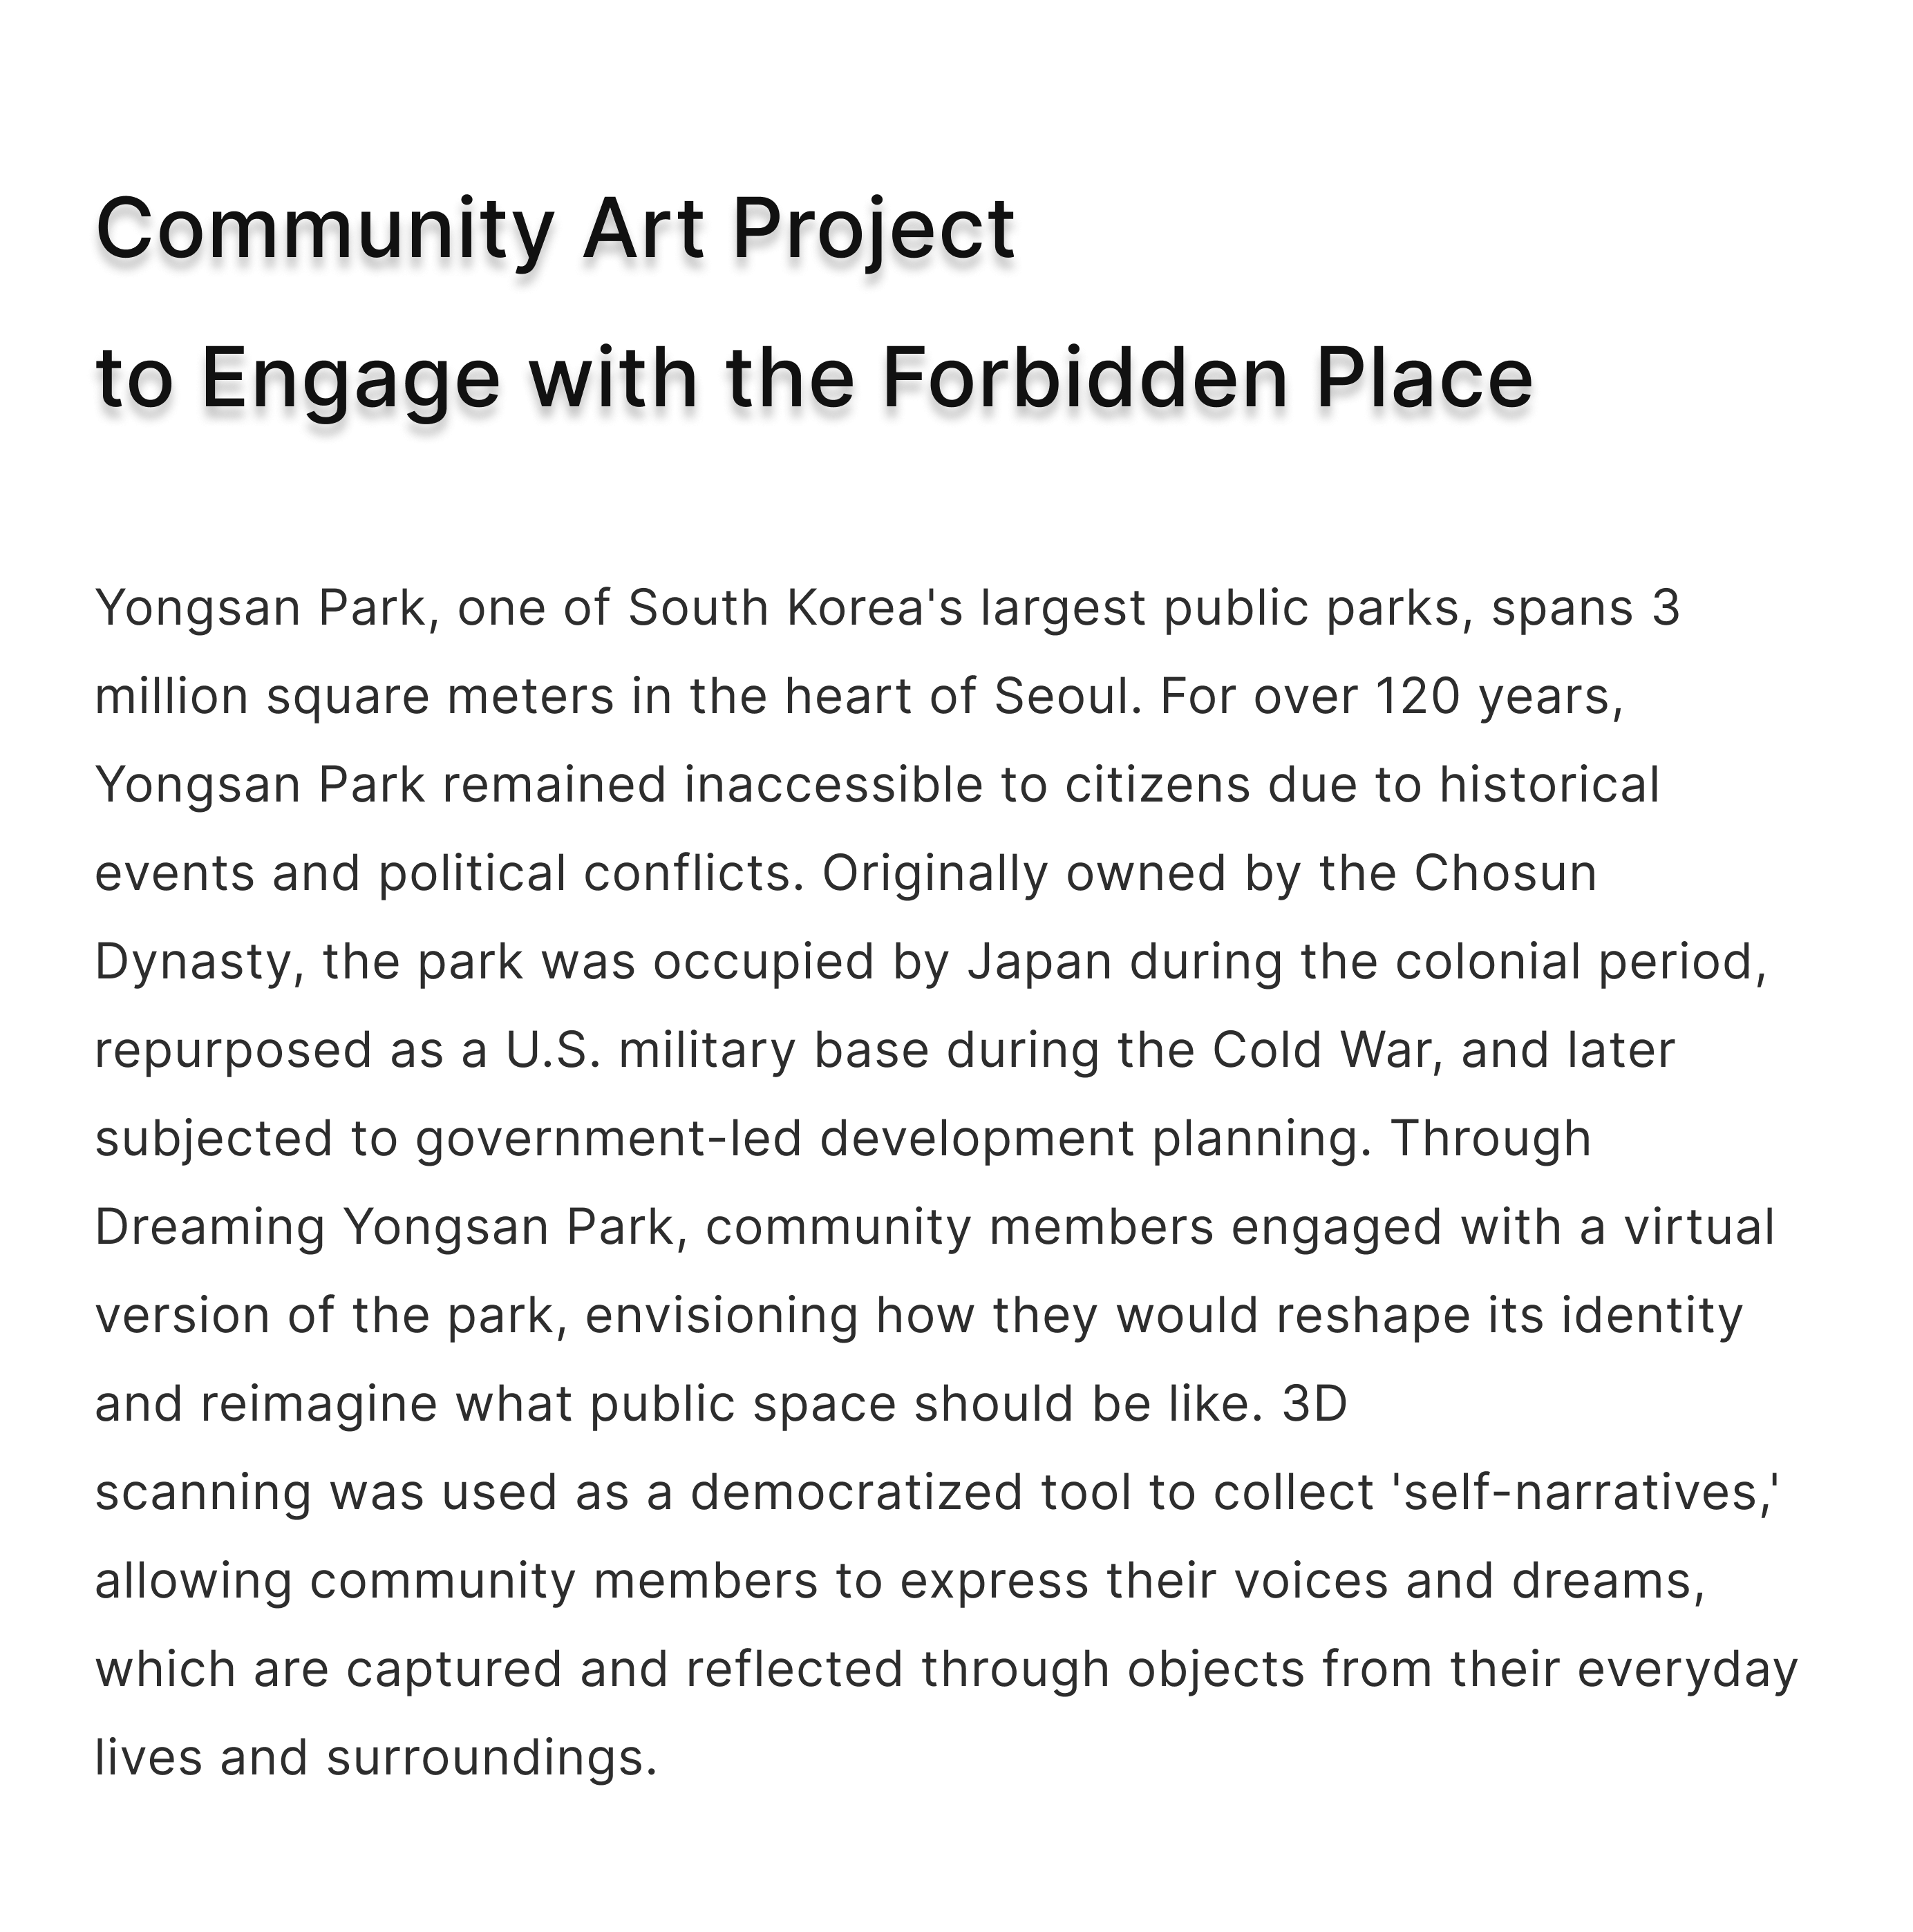 Community Art Project
to Engage with the Forbidden Place
Yongsan Park, one of South Korea's largest public parks, spans 3
million square meters in the heart of Seoul. For over 120 years,
Yongsan Park remained inaccessible to citizens due to historical
events and political conflicts. Originally owned by the Chosun
Dynasty, the park was occupied by Japan during the colonial period,
repurposed as a U.S. military base during the Cold War, and later
subjected to government-led development planning. Through
Dreaming Yongsan Park, community members engaged with a virtual
version of the park, envisioning how they would reshape its identity
and reimagine what public space should be like. 3D
scanning was used as a democratized tool to collect 'self-narratives,'
allowing community members to express their voices and dreams,
which are captured and reflected through objects from their everyday
lives and surroundings.